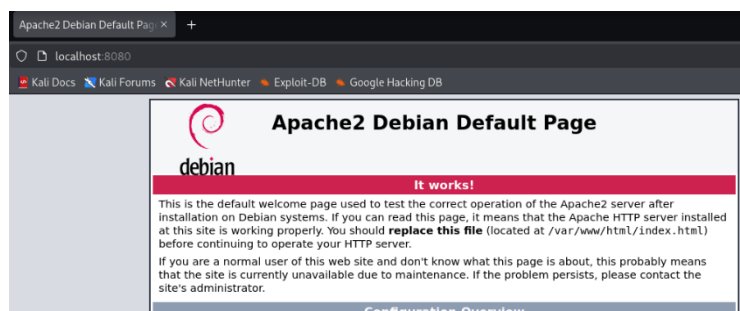 Apache2 Debian Default Pag
localhost:8080
Kali Docs Kali Forums Kali NetHunter Exploit-DB Google Hacking DB
debian
Apache2 Debian Default Page
It works!
This is the default welcome page used to test the correct operation of the Apache2 server after
installation on Debian systems. If you can read this page, it means that the Apache HTTP server installed
at this site is working properly. You should replace this file (located at /var/www/html/index.html)
before continuing to operate your HTTP server.
If you are a normal user of this web site and don't know what this page is about, this probably means
that the site is currently unavailable due to maintenance. If the problem persists, please contact the
site's administrator.
Configuration Overview